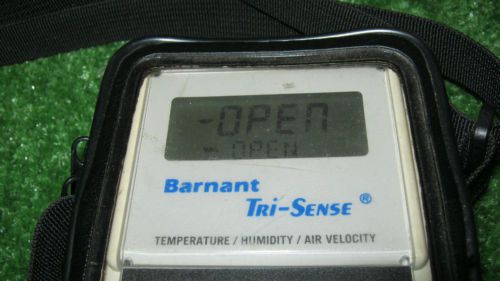 -OPEN
- OPEN
Barnant
TRI-SENSE ®
TEMPERATURE / HUMIDITY / AIR VELOCITY